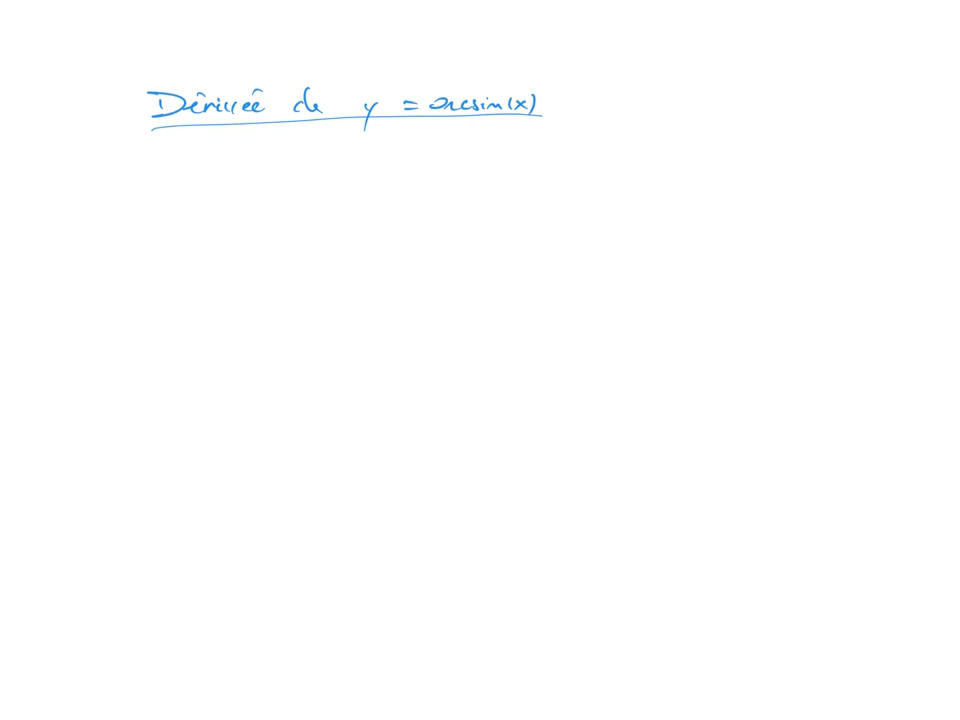 Dérivée de y = arcsin(x)